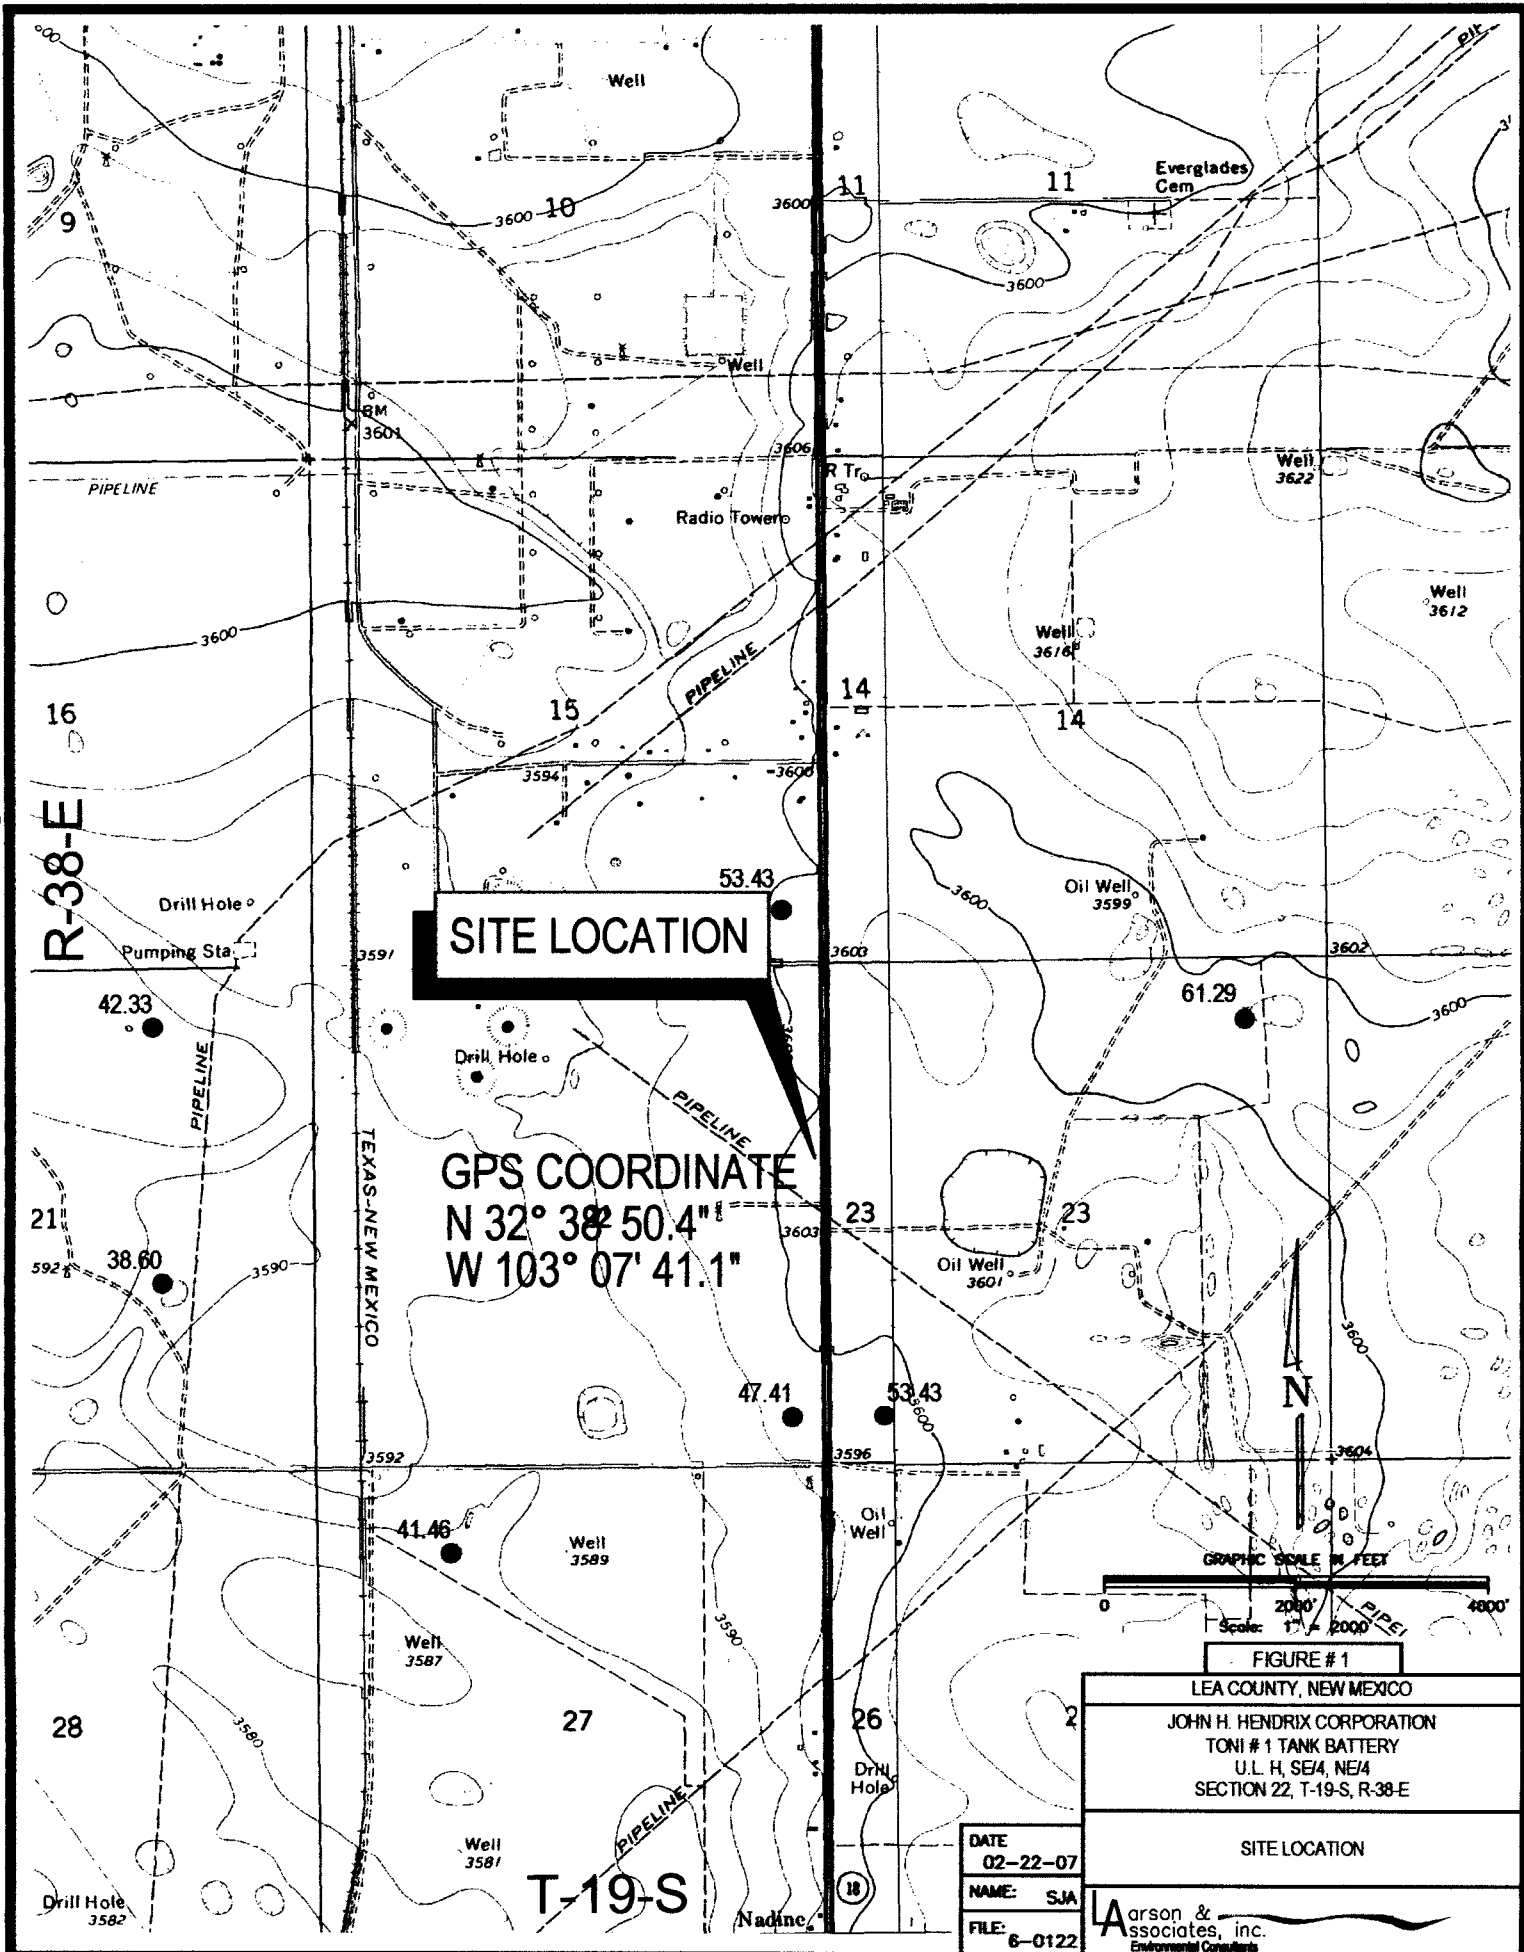 Well
Everglades
Cem
11
11
9
3600
10
3600
3600
Well
BM
3601
3606
R Tr
Well
3622
PIPELINE
Radio Tower
Well
3612
3600
Well
3616
PIPELINE
14
16
15
14
3594
3600
R-38-E
53.43
3600
Oil Well
3599
Drill Hole
SITE LOCATION
Pumping Sta
3591
3603
3602
42.33
61.29
3600
Drill Hole
PIPELINE
PIPELINE
TEXAS-NEW MEXICO
GPS COORDINATE
N 32° 38' 50.4"
W 103° 07' 41.1"
21
23
23
3603
592
38.60
3590
Oil Well
3601
3600
N
47.41
53.43
3600
3592
3596
3604
41.46
Well
3589
Oil
Well
GRAPHIC SCALE IN FEET
0
2000'
4000'
Scale: 1" = 2000'
PIPEI
3590
Well
3587
FIGURE # 1
LEA COUNTY, NEW MEXICO
28
3580
27
26
2
JOHN H. HENDRIX CORPORATION
TONI # 1 TANK BATTERY
U.L. H, SE/4, NE/4
SECTION 22, T-19-S, R-38-E
Drill
Hole
PIPELINE
Well
3581
DATE
02-22-07
SITE LOCATION
T-19-S
18
NAME: SJA
Drill Hole
3582
Nadine
FILE: 6-0122
Larson &
Associates, inc.
Environmental Consultants